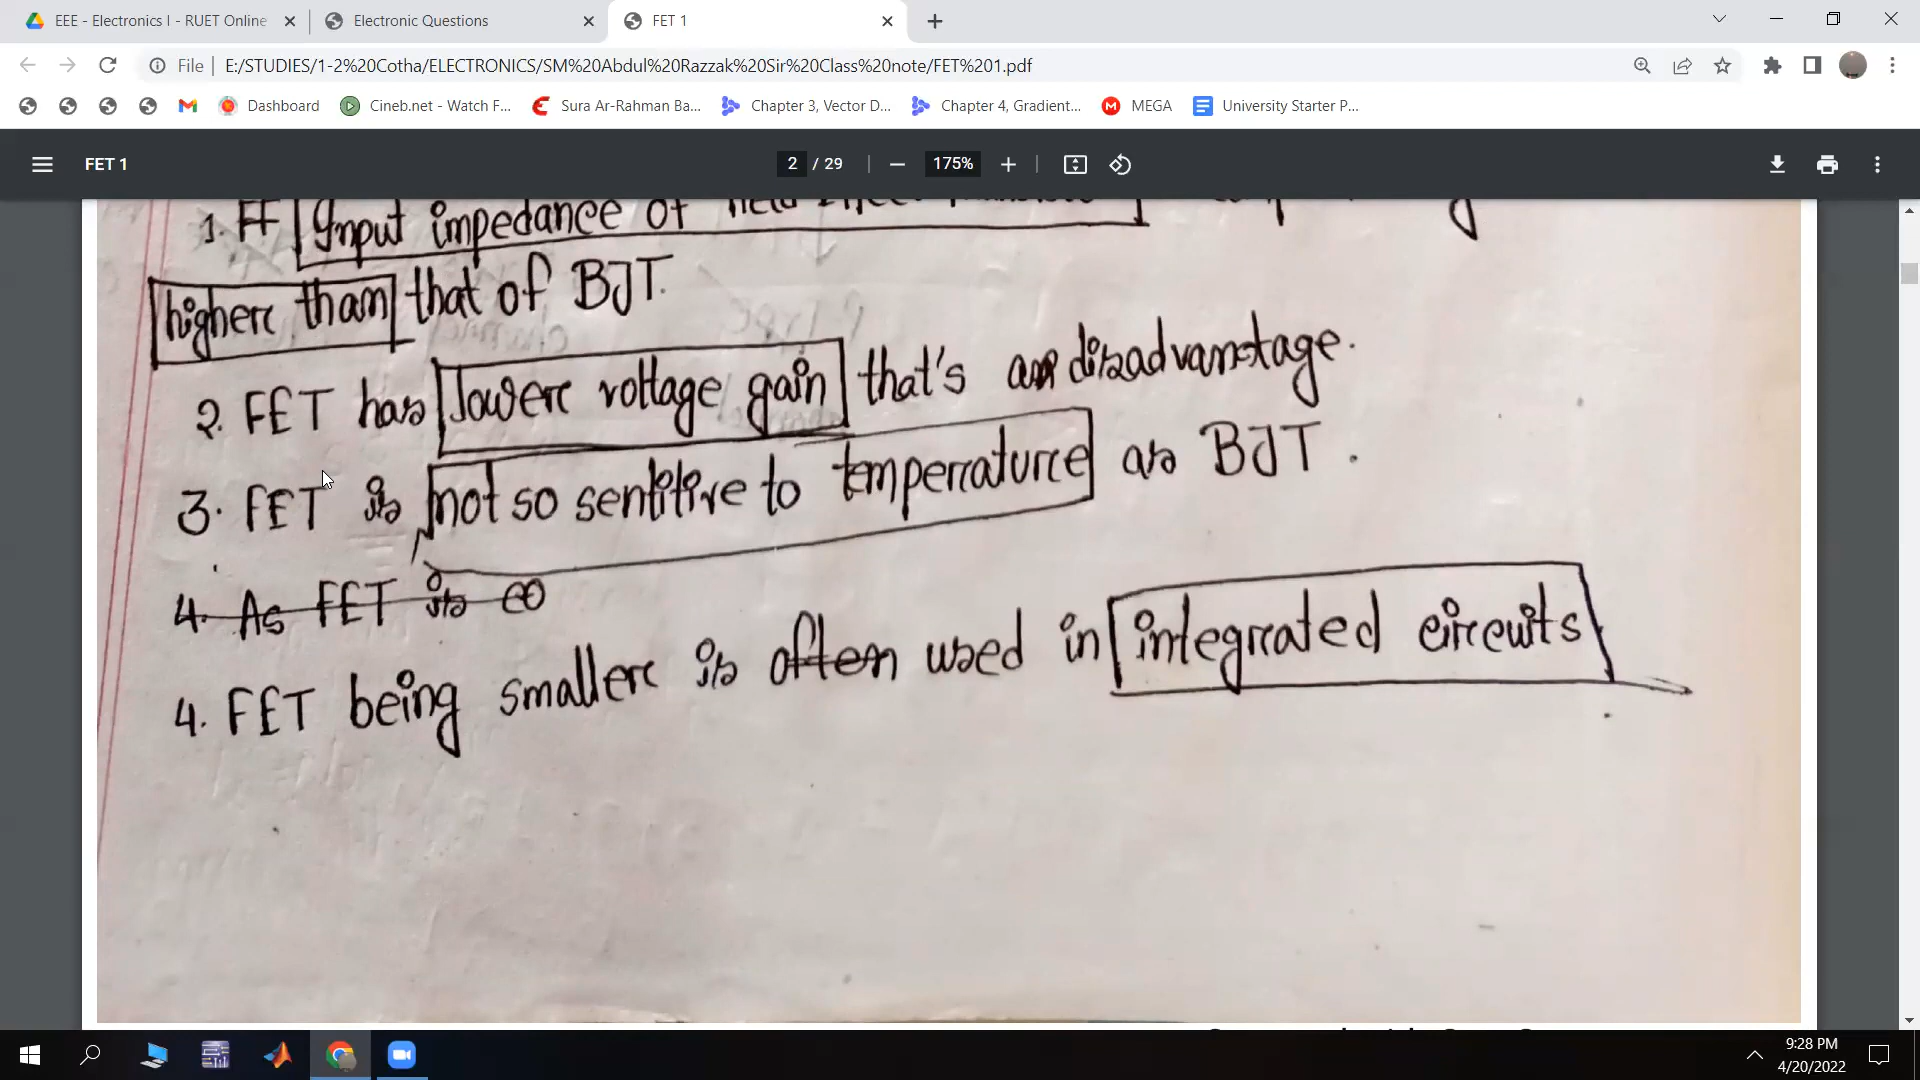 EEE - Electronics I - RUET Online
Electronic Questions
FET 1
File
E:/STUDIES/1-2%20Cotha/ELECTRONICS/SM%20Abdul%20Razzak%20Sir%20Class%20note/FET%201.pdf
Dashboard
Cineb.net - Watch F...
Sura Ar-Rahman Ba...
Chapter 3, Vector D...
Chapter 4, Gradient...
MEGA
University Starter P...
FET 1
2 / 29
175%
1. Input impedance of
higher than that of BJT.
2. FET has lower voltage gain that's a disadvantage.
3. FET is not so sentitive to temperature as BJT.
4. As FET is co
4. FET being smaller is often used in integrated circuits
9:28 PM
4/20/2022